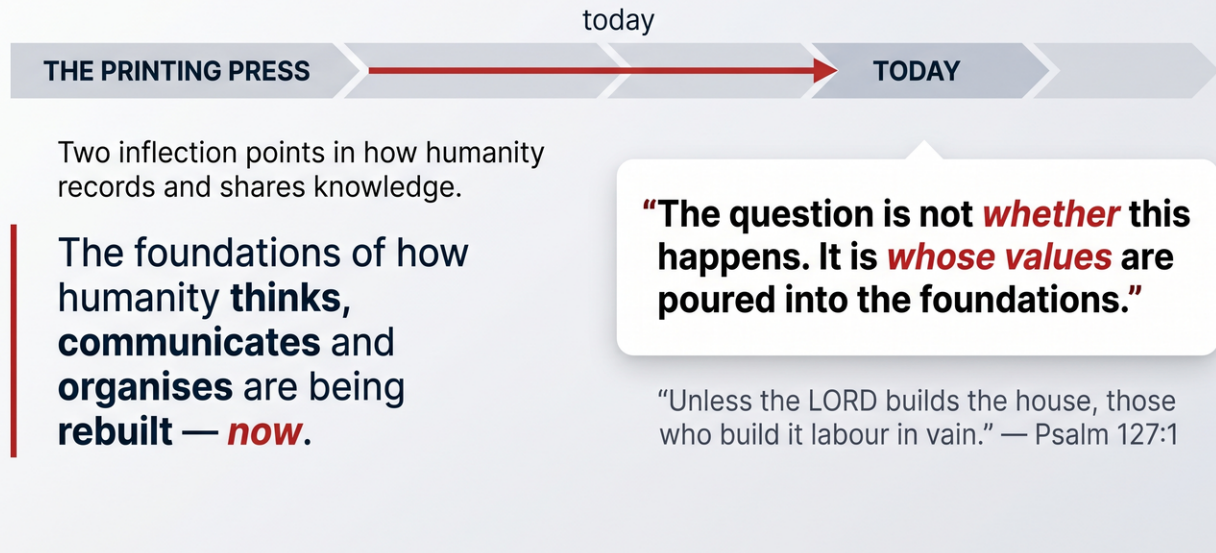 today
THE PRINTING PRESS
TODAY
Two inflection points in how humanity
records and shares knowledge.
The foundations of how
humanity thinks,
communicates and
organises are being
rebuilt — now.
“The question is not whether this
happens. It is whose values are
poured into the foundations.”
“Unless the LORD builds the house, those
who build it labour in vain.” — Psalm 127:1